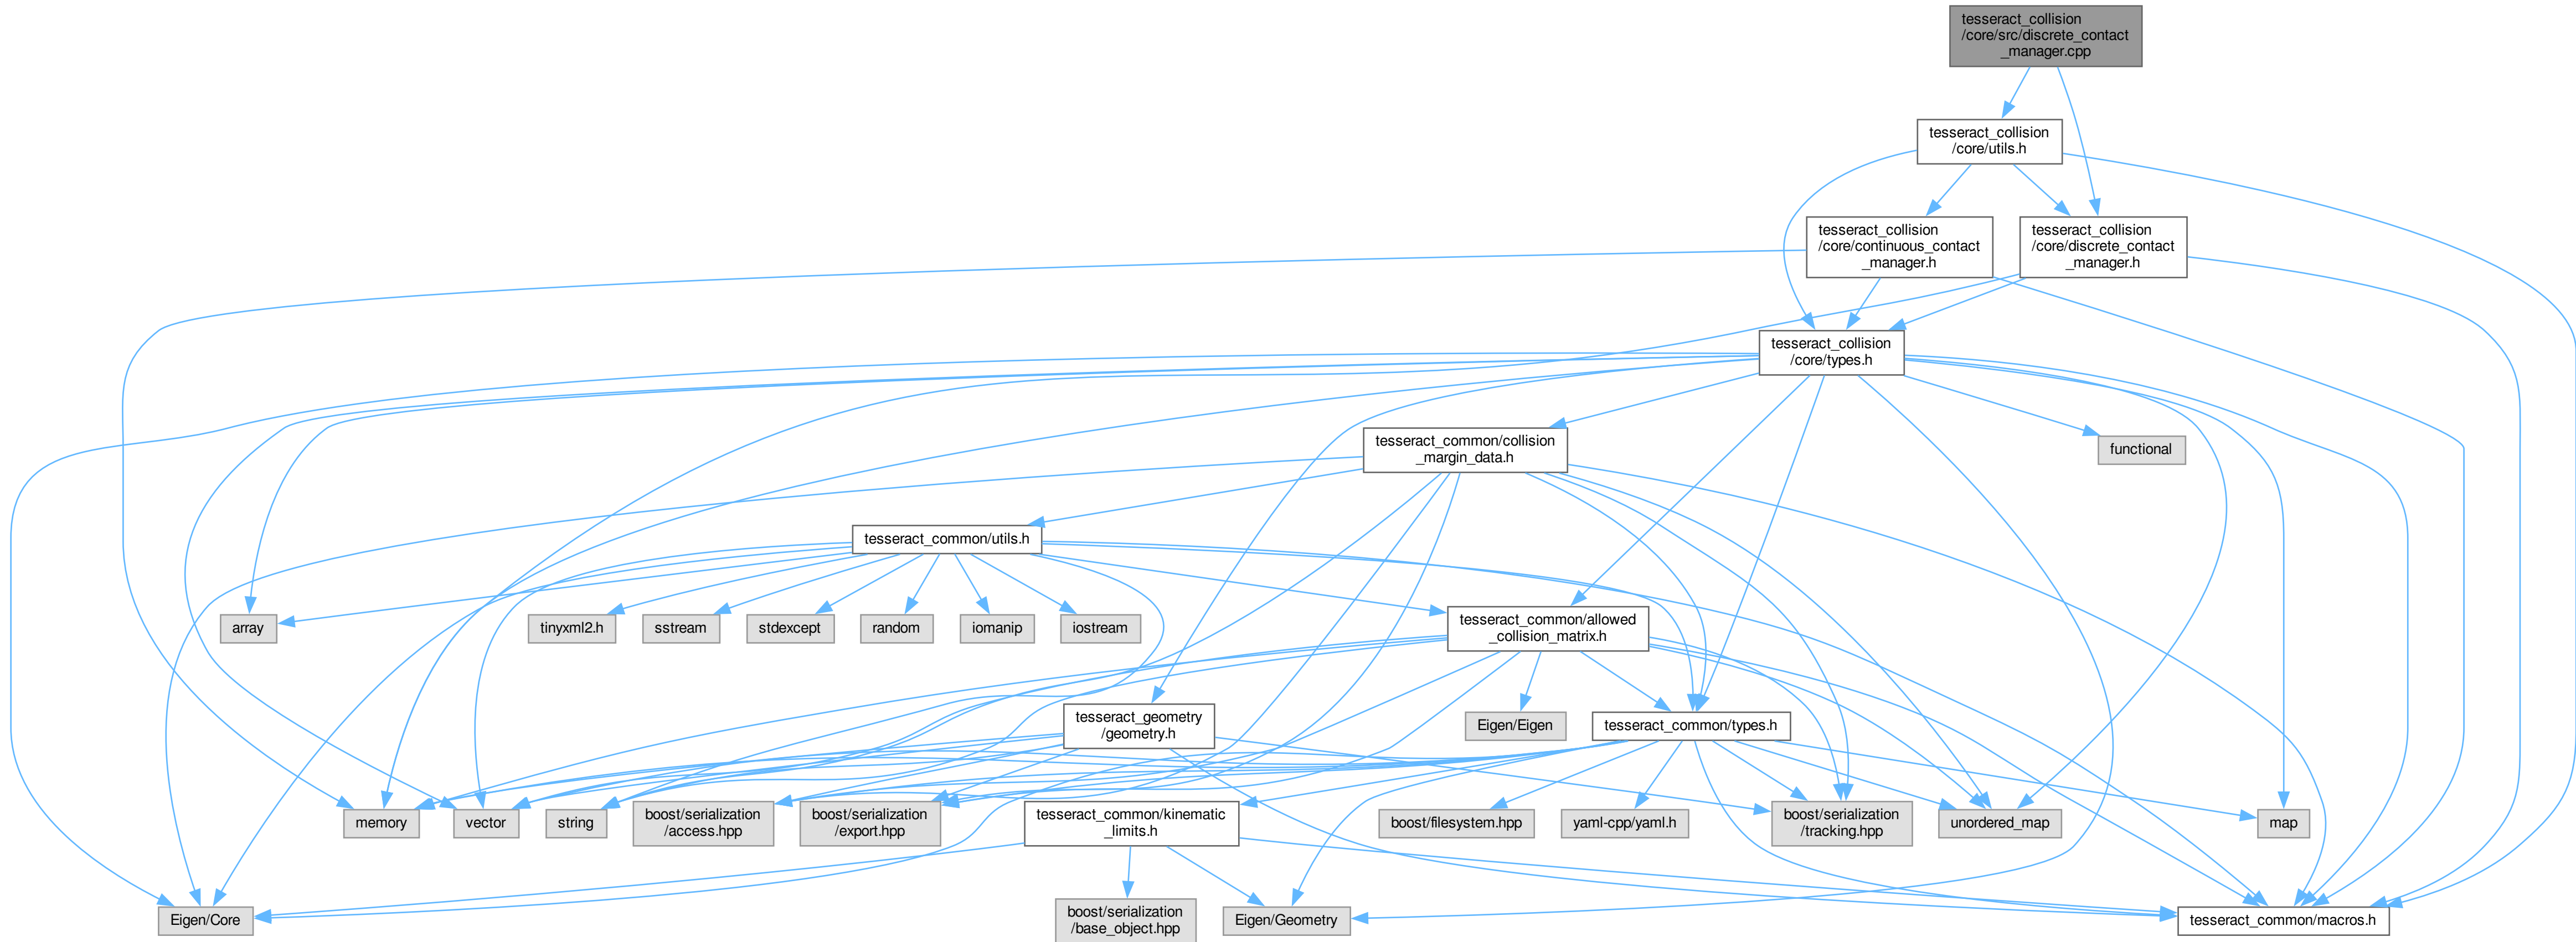 tesseract_collision
/core/src/discrete_contact
_manager.cpp
tesseract_collision
/core/utils.h
tesseract_collision
/core/continuous_contact
_manager.h
tesseract_collision
/core/discrete_contact
_manager.h
tesseract_collision
/core/types.h
tesseract_common/collision
_margin_data.h
functional
tesseract_common/utils.h
array
tinyxml2.h
sstream
stdexcept
random
iomanip
iostream
tesseract_common/allowed
_collision_matrix.h
tesseract_geometry
/geometry.h
Eigen/Eigen
tesseract_common/types.h
memory
vector
string
boost/serialization
/access.hpp
boost/serialization
/export.hpp
tesseract_common/kinematic
_limits.h
boost/filesystem.hpp
yaml-cpp/yaml.h
boost/serialization
/tracking.hpp
unordered_map
map
Eigen/Core
boost/serialization
/base_object.hpp
Eigen/Geometry
tesseract_common/macros.h